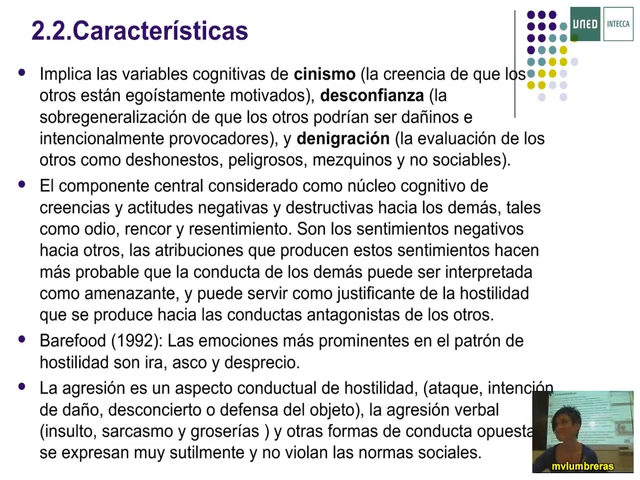 2.2.Características
UNED
INTECCA
Implica las variables cognitivas de cinismo (la creencia de que los
otros están egoístamente motivados), desconfianza (la
sobregeneralización de que los otros podrían ser dañinos e
intencionalmente provocadores), y denigración (la evaluación de los
otros como deshonestos, peligrosos, mezquinos y no sociables).
El componente central considerado como núcleo cognitivo de
creencias y actitudes negativas y destructivas hacia los demás, tales
como odio, rencor y resentimiento. Son los sentimientos negativos
hacia otros, las atribuciones que producen estos sentimientos hacen
más probable que la conducta de los demás puede ser interpretada
como amenazante, y puede servir como justificante de la hostilidad
que se produce hacia las conductas antagonistas de los otros.
Barefood (1992): Las emociones más prominentes en el patrón de
hostilidad son ira, asco y desprecio.
La agresión es un aspecto conductual de hostilidad, (ataque, intención
de daño, desconcierto o defensa del objeto), la agresión verbal
(insulto, sarcasmo y groserías ) y otras formas de conducta opuesta
se expresan muy sutilmente y no violan las normas sociales.
mvlumbreras